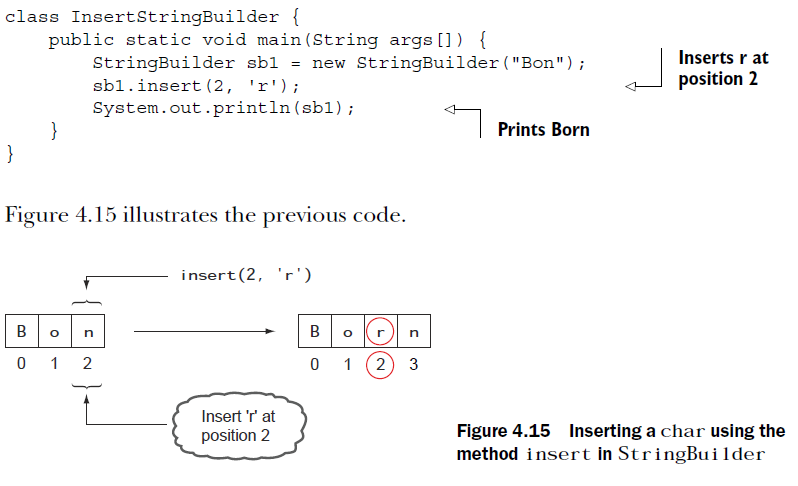 class InsertStringBuilder {
public static void main(String args[]) {
StringBuilder sb1 = new StringBuilder("Bon");
sb1.insert(2, 'r');
System.out.println(sb1);
}
}
Inserts r at
position 2
Prints Born
Figure 4.15 illustrates the previous code.
insert(2, 'r')
B o n
0 1 2
B o r n
0 1 2 3
Insert 'r' at
position 2
Figure 4.15 Inserting a char using the
method insert in StringBuilder